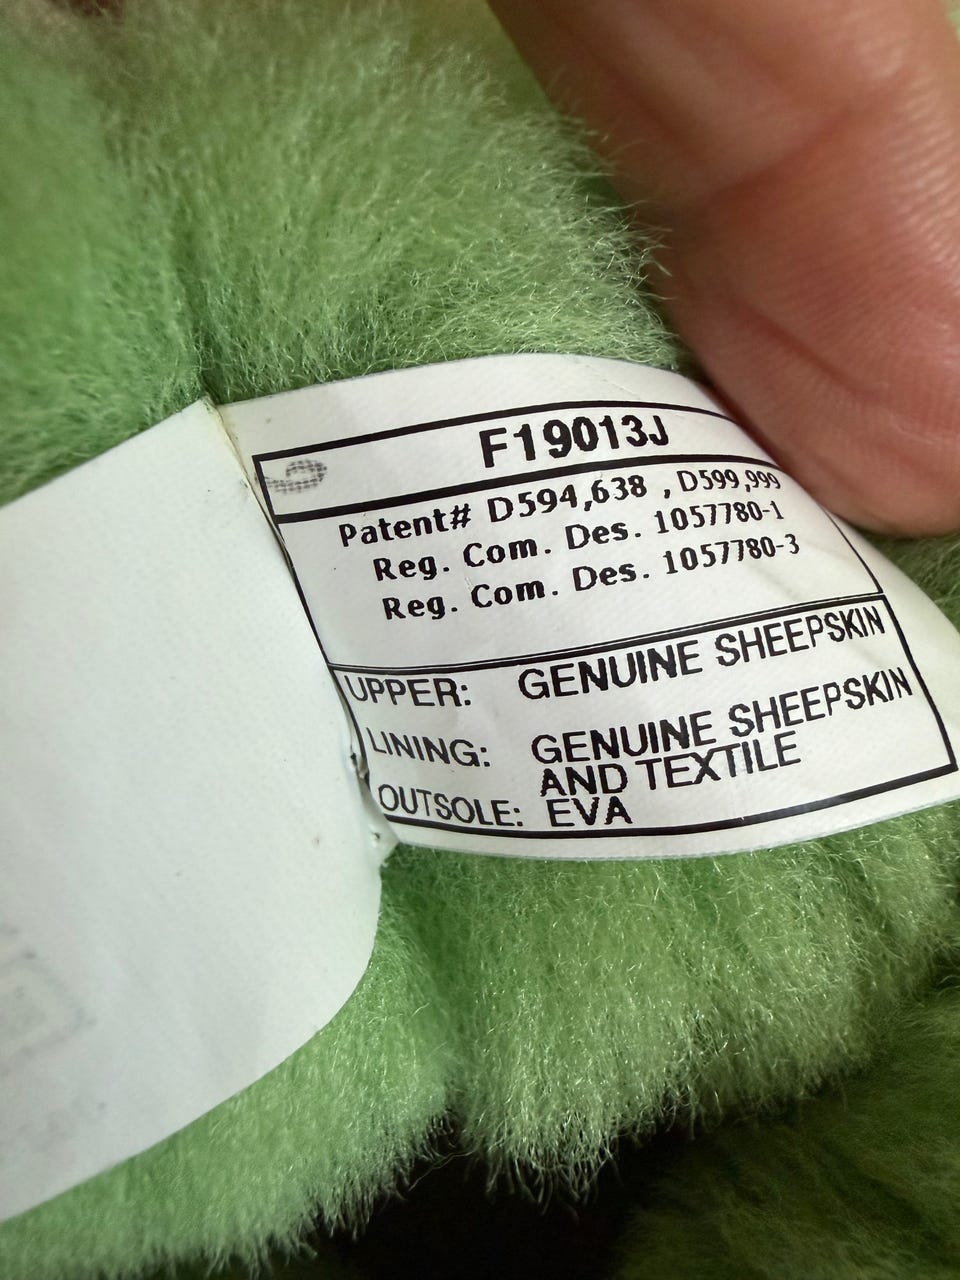 F19013J
Patent# D594,638 , D599,999
Reg. Com. Des. 1057780-1
Reg. Com. Des. 1057780-3
UPPER: GENUINE SHEEPSKIN
LINING: GENUINE SHEEPSKIN
AND TEXTILE
OUTSOLE: EVA